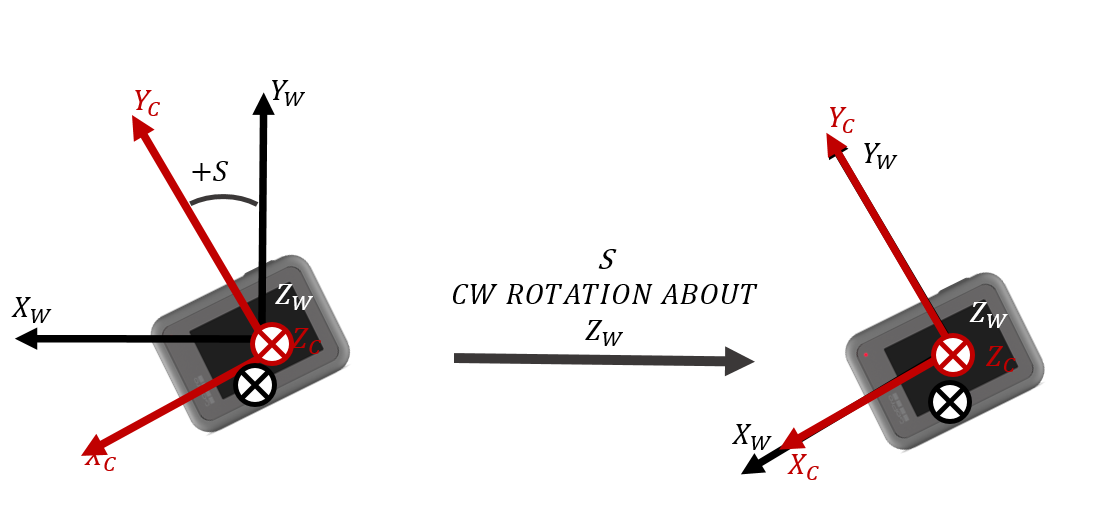 Y_C
Y_W
+S
Z_W
X_W
Z_C
X_C
S
CW ROTATION ABOUT
Z_W
Y_C
Y_W
Z_W
Z_C
X_W
X_C